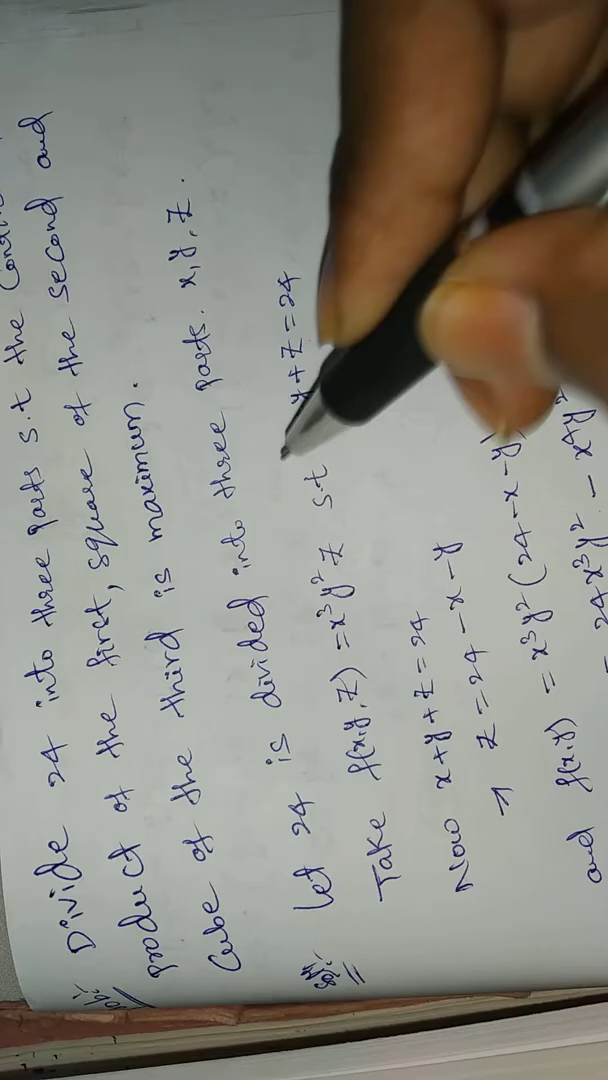 Prob:- Divide 24 into three parts s.t the
product of the first, square of the second and
Cube of the third is maximum.
Sol:- Let 24 is divided into three parts. x, y, z.
Take f(x,y,z) = x³y²z s.t y+z=24
Now x+y+z=24
⇒ z=24-x-y
and f(x,y) = x³y²(24-x-y)
= 24x³y² - x⁴y²